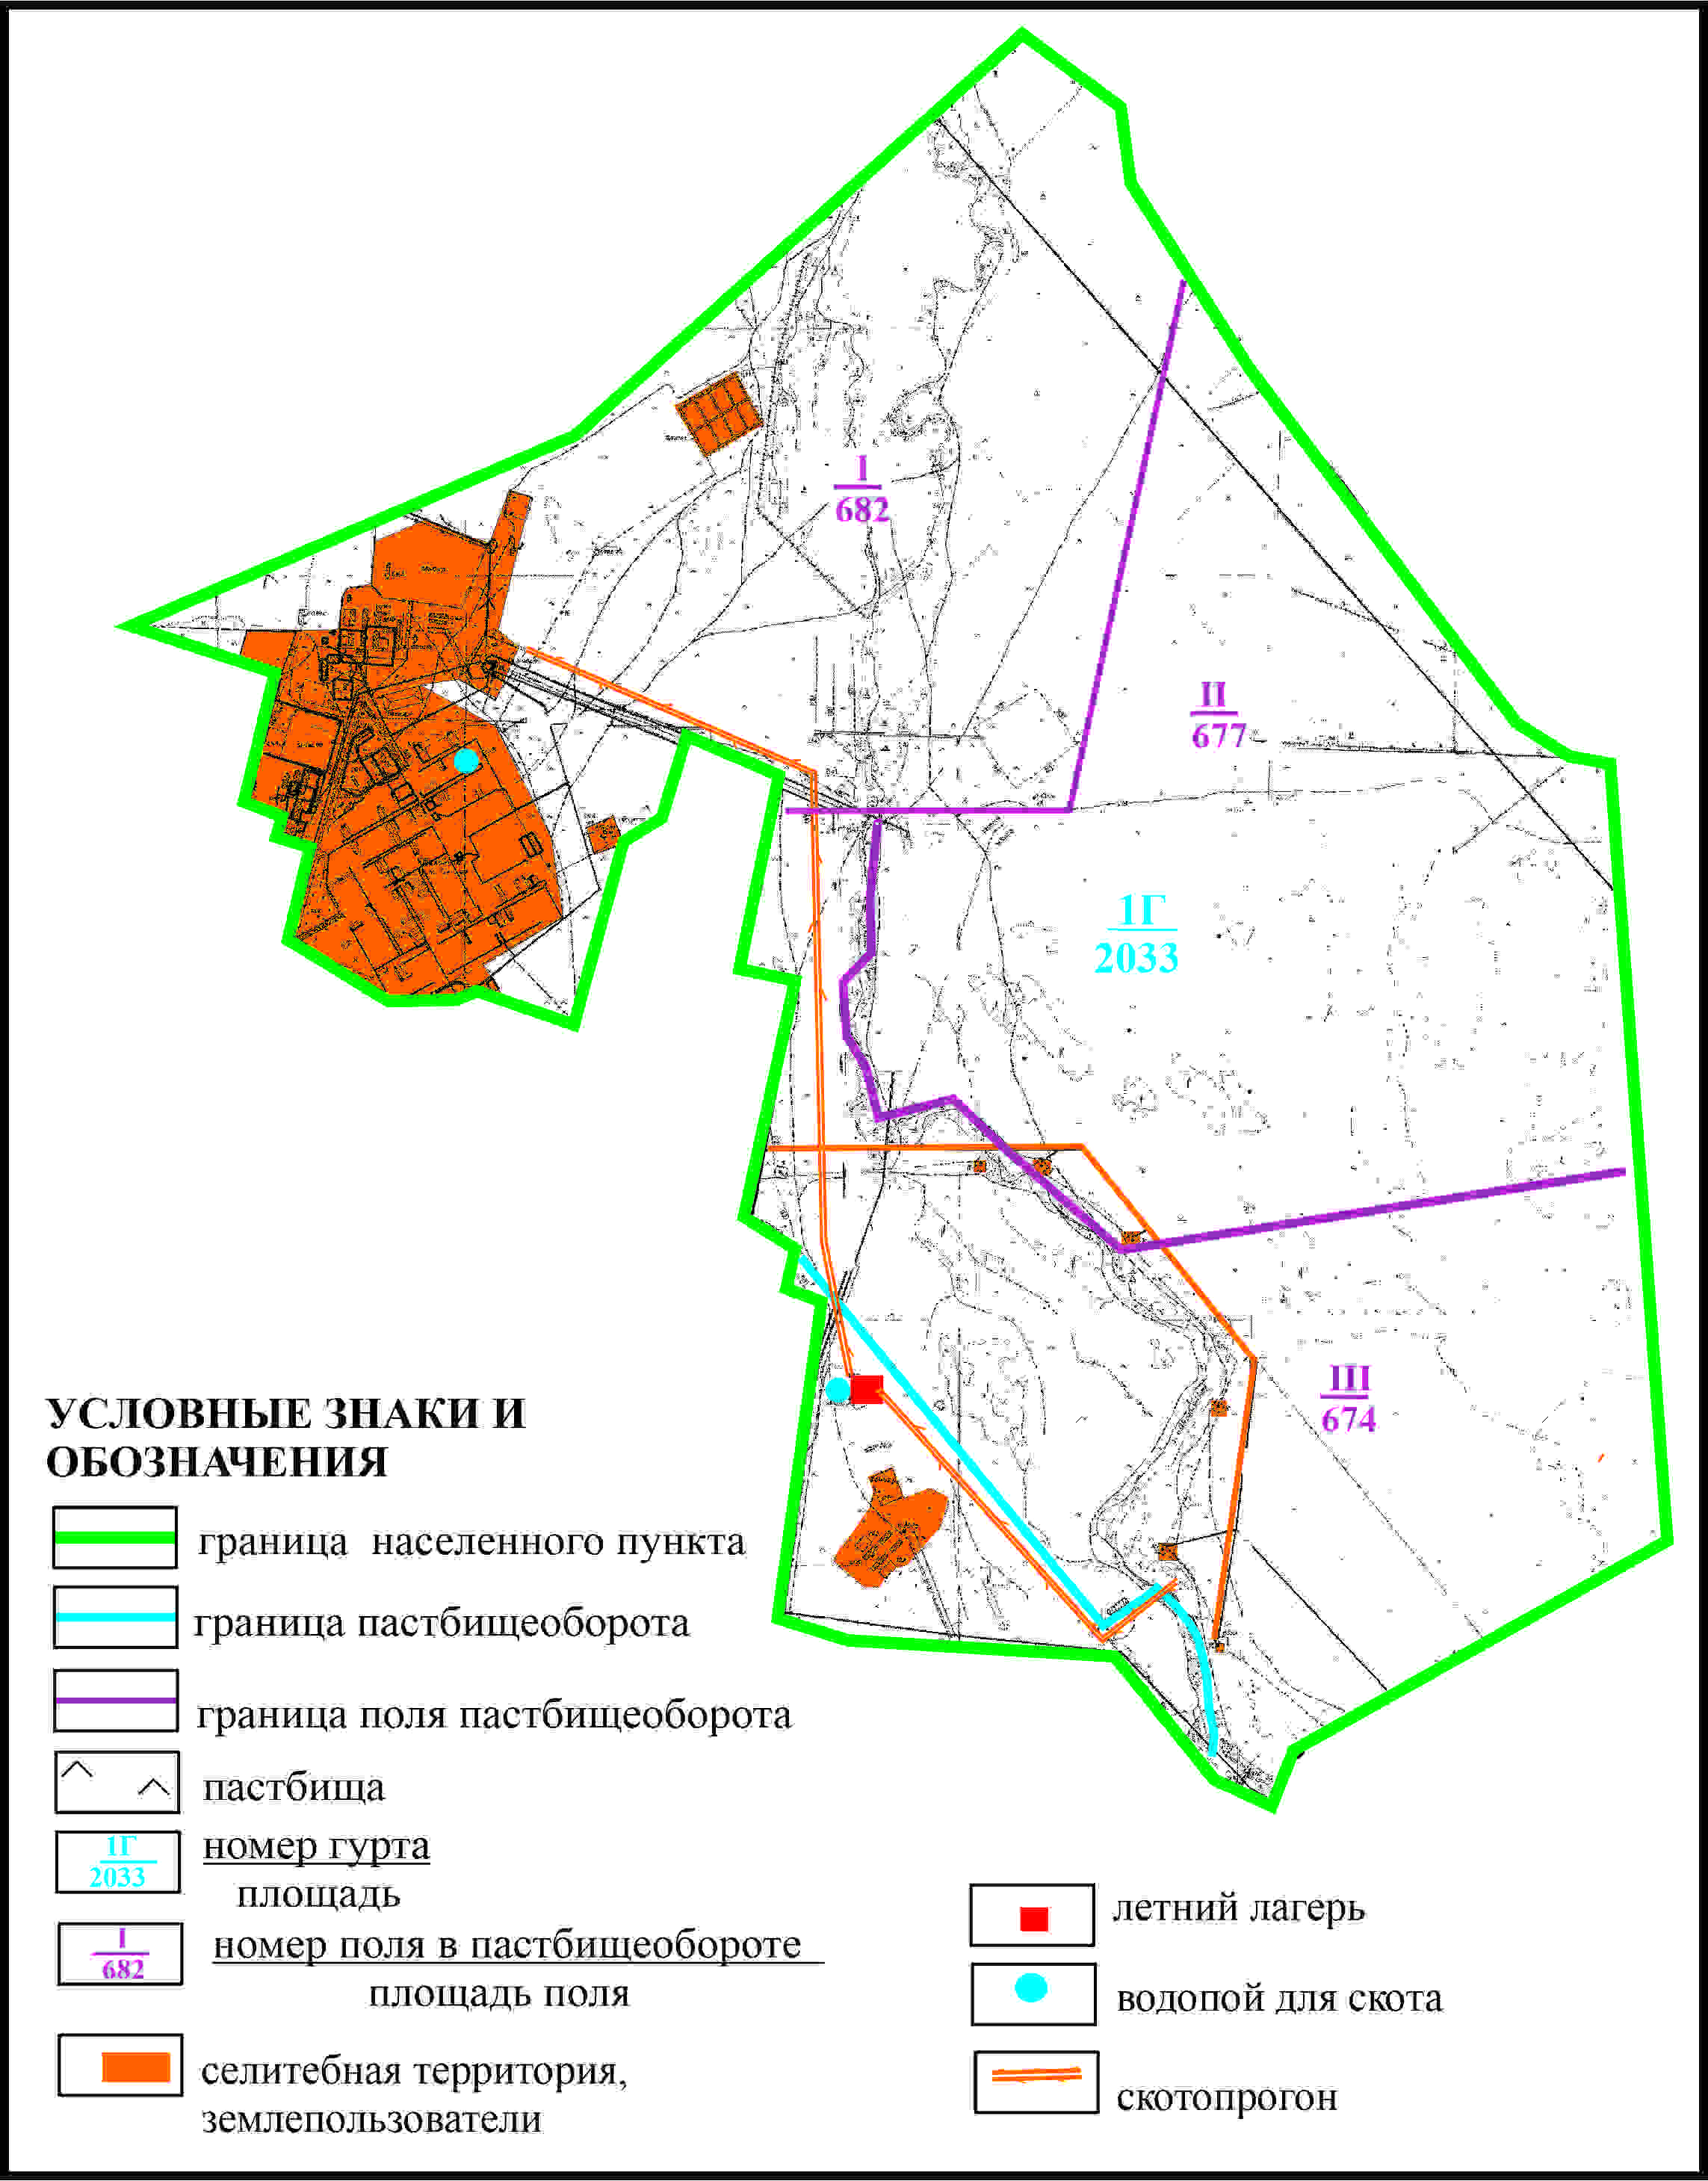 I
682
II
677
1Г
2033
III
674
УСЛОВНЫЕ ЗНАКИ И
ОБОЗНАЧЕНИЯ
граница населенного пункта
граница пастбищеоборота
граница поля пастбищеоборота
пастбища
1Г
2033
номер гурта
площадь
I
682
номер поля в пастбищеобороте
площадь поля
селитебная территория,
землепользователи
летний лагерь
водопой для скота
скотопрогон